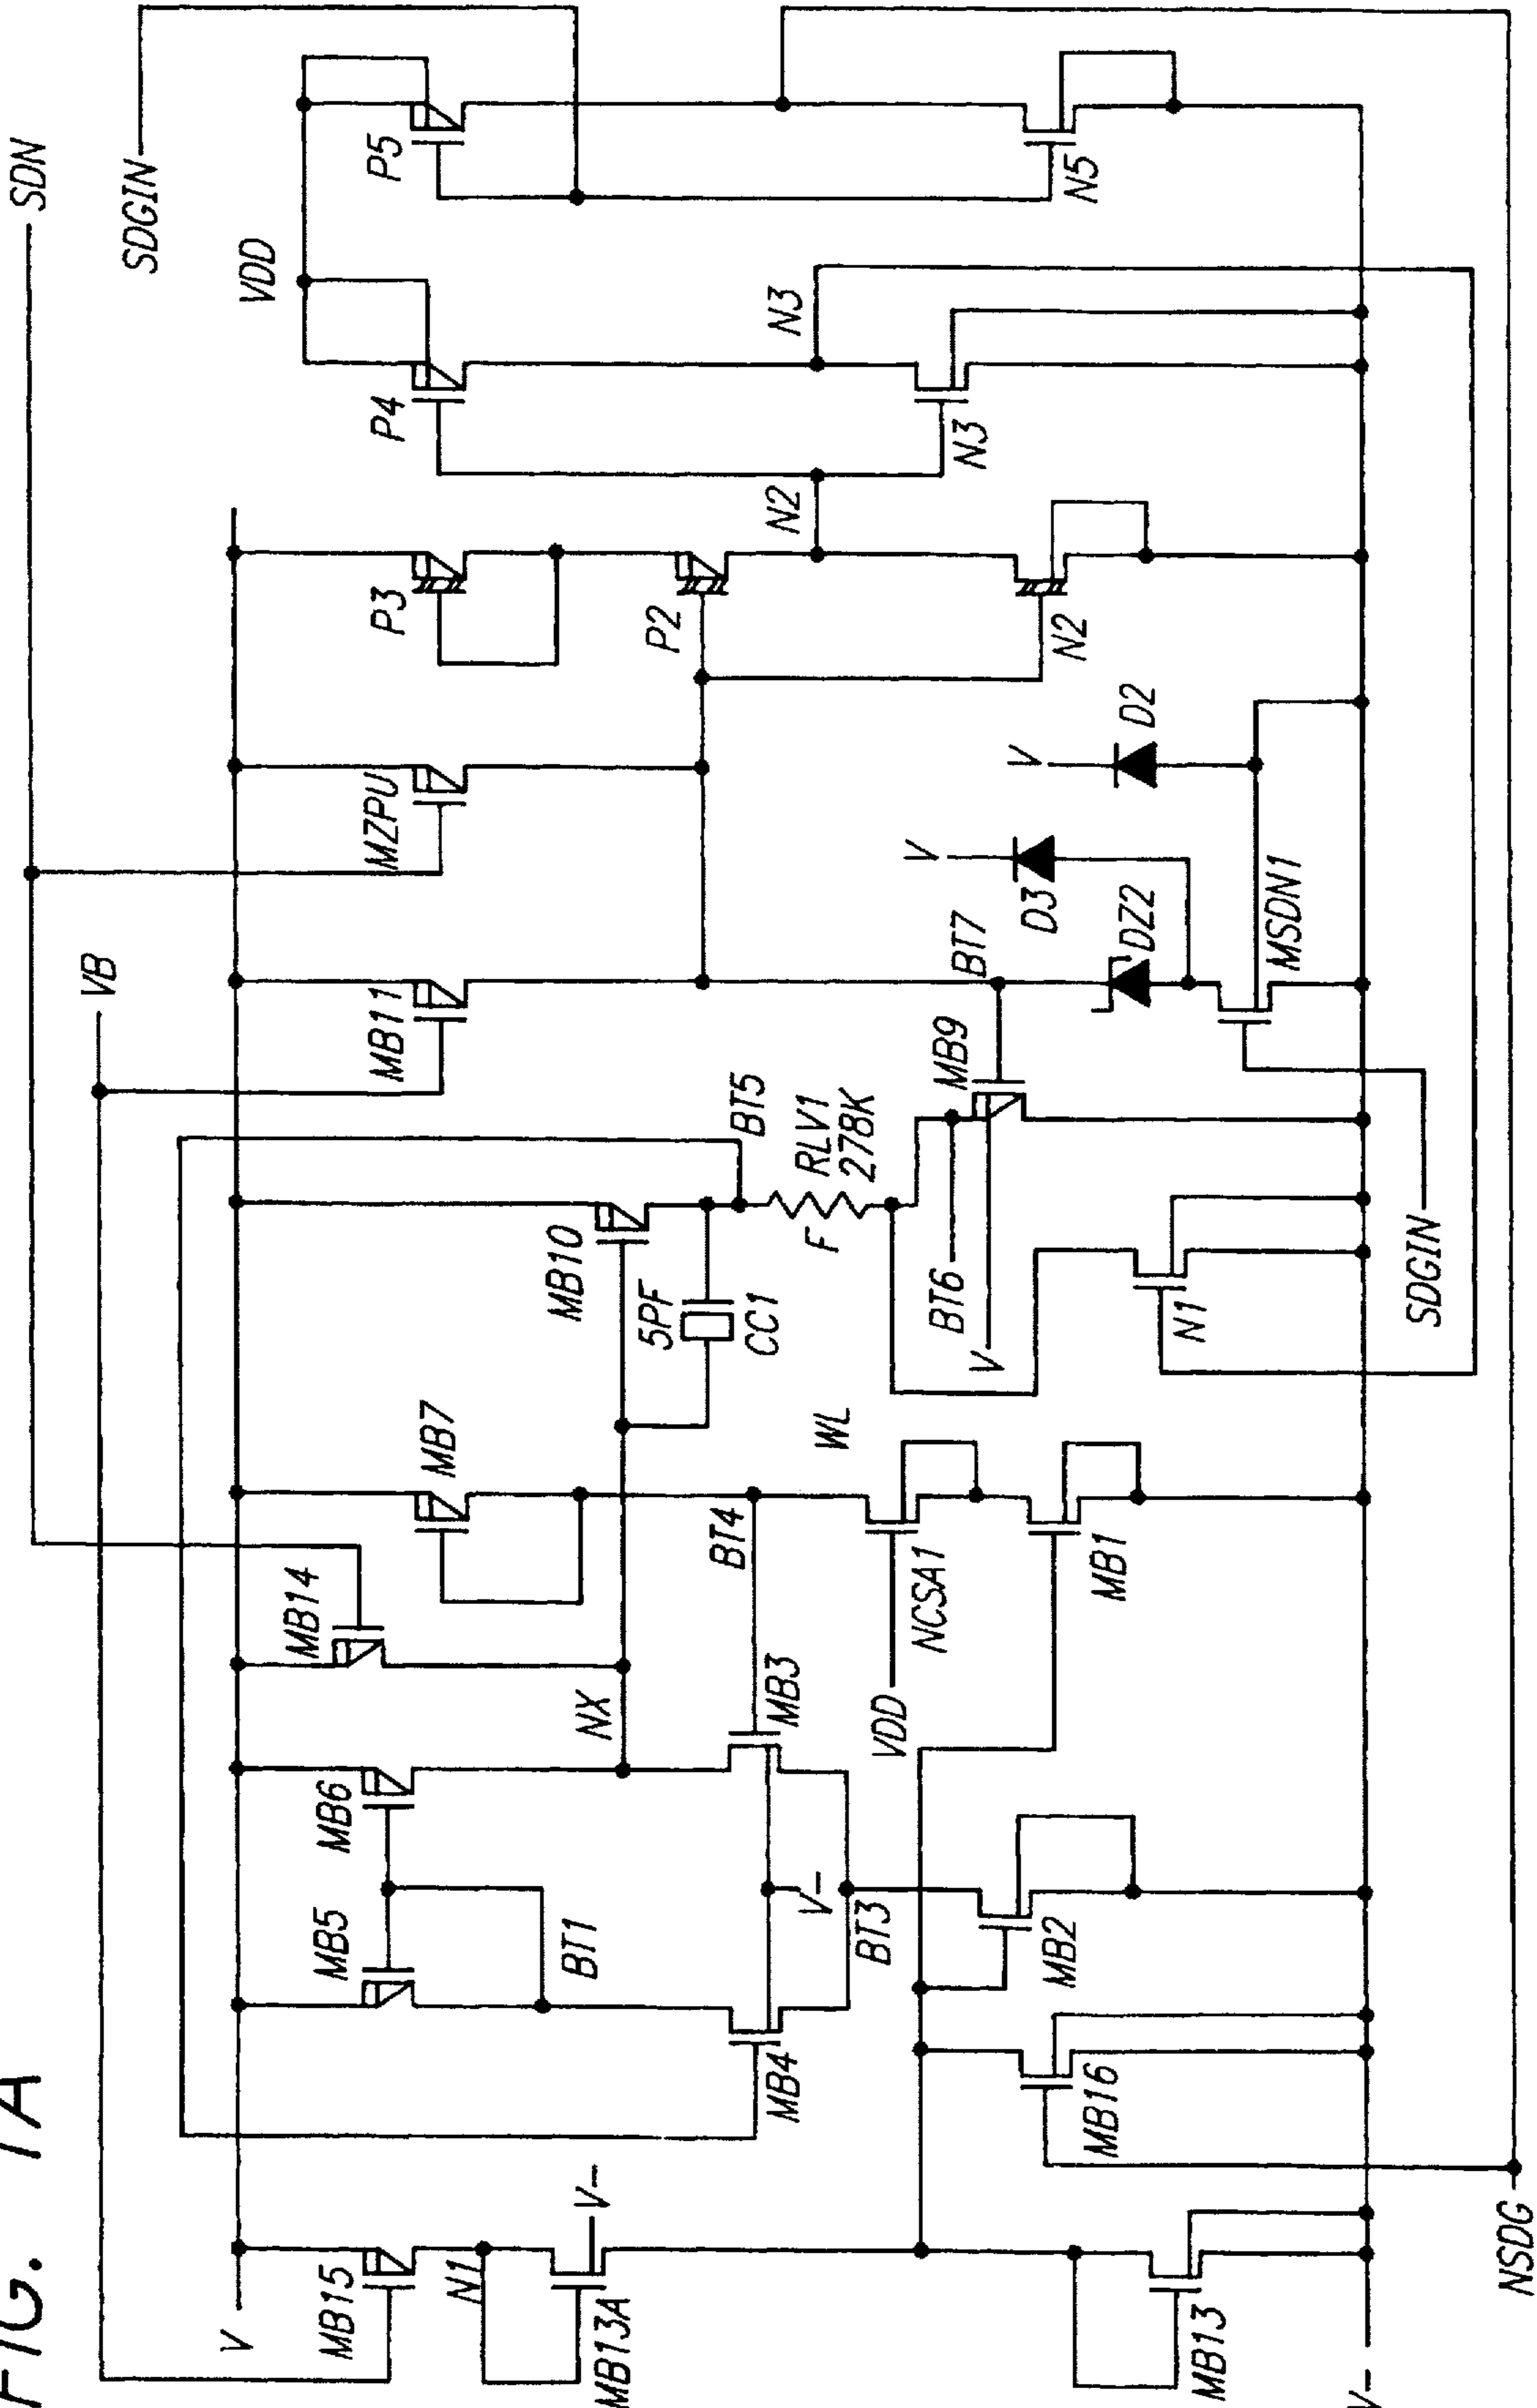 FIG. 1A
SDN
SDGIN
VB
VDD
V
MB15
N1
MB13A
V-
MB5
MB6
BT1
MB14
NX
MB7
MB10
5PF
CC1
MB11
MZPU
P3
P2
N2
P4
P5
N3
N3
N2
N5
MB4
MB3
V-
BT3
BT4
VDD
NCSA1
WL
BT5
F
RLV1
278K
BT6
V
MB9
BT7
D3
V
DZ2
V
D2
MSDN1
MB13
MB16
MB2
MB1
N1
SDGIN
V-
NSDG